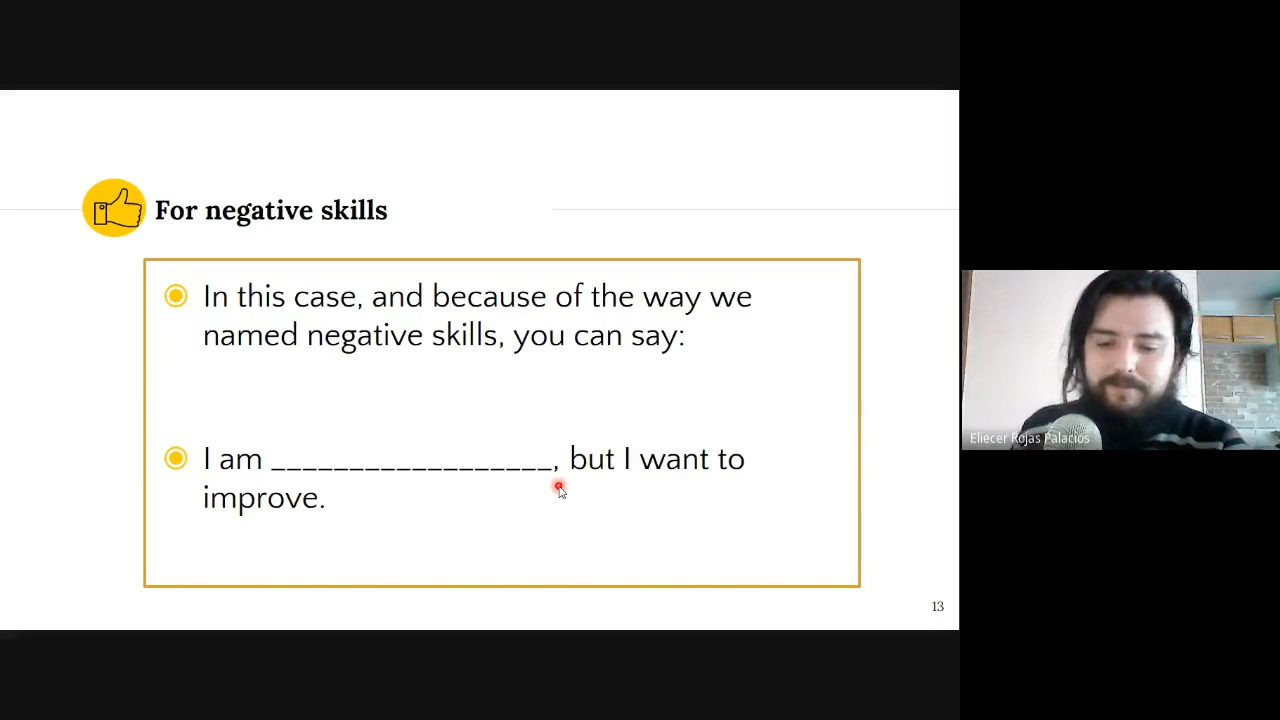 For negative skills
In this case, and because of the way we
named negative skills, you can say:
I am __________________, but I want to
improve.
13
Eliecer Rojas Palacios